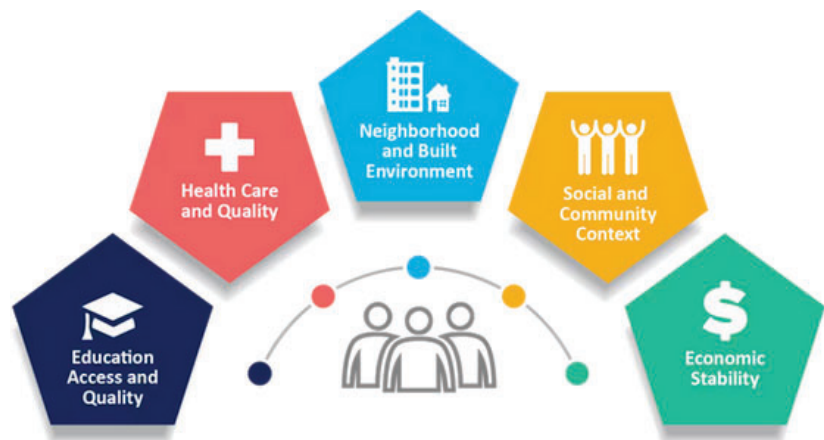 Neighborhood
and Built
Environment
Health Care
and Quality
Social and
Community
Context
Education
Access and
Quality
$
Economic
Stability